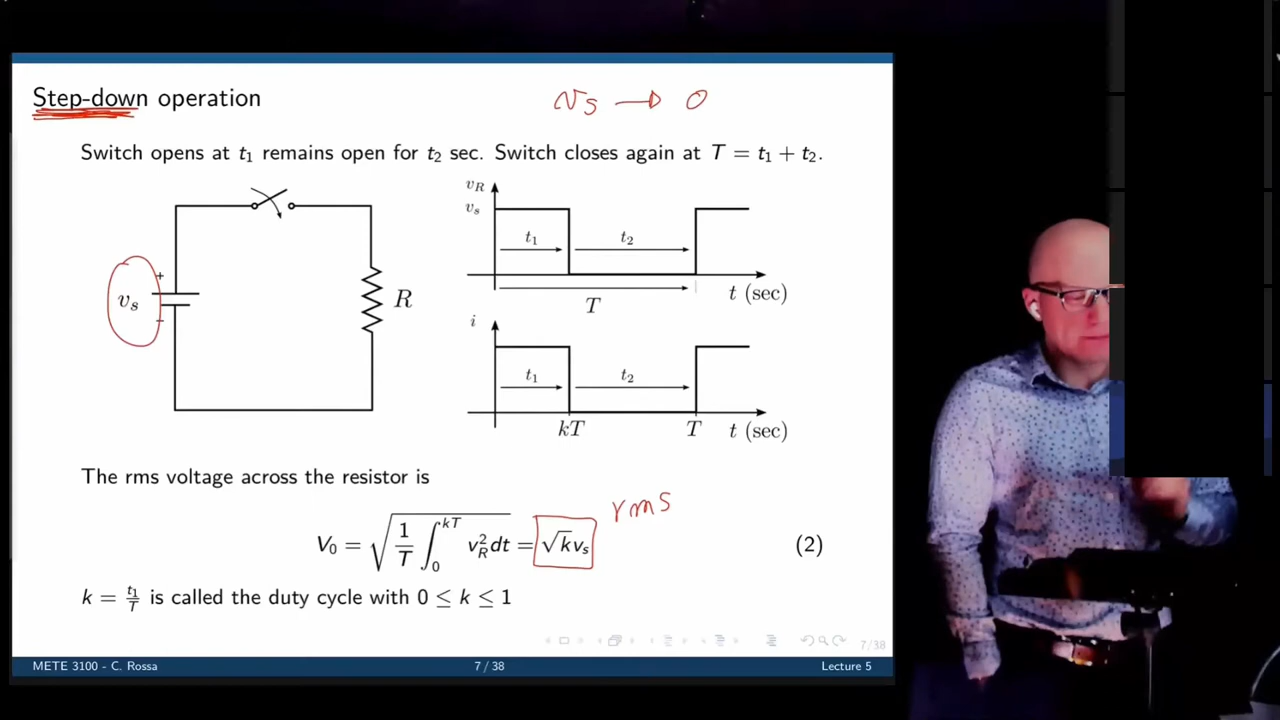 Step-down operation
vs → 0
Switch opens at t1 remains open for t2 sec. Switch closes again at T = t1 + t2.
vs
+
−
R
vR
vs
t1
t2
T
t (sec)
i
t1
t2
kT
T
t (sec)
The rms voltage across the resistor is
rms
V0 = √(1/T ∫0^kT vR² dt) = √k vs
(2)
k = t1/T is called the duty cycle with 0 ≤ k ≤ 1
7/38
METE 3100 - C. Rossa
7 / 38
Lecture 5